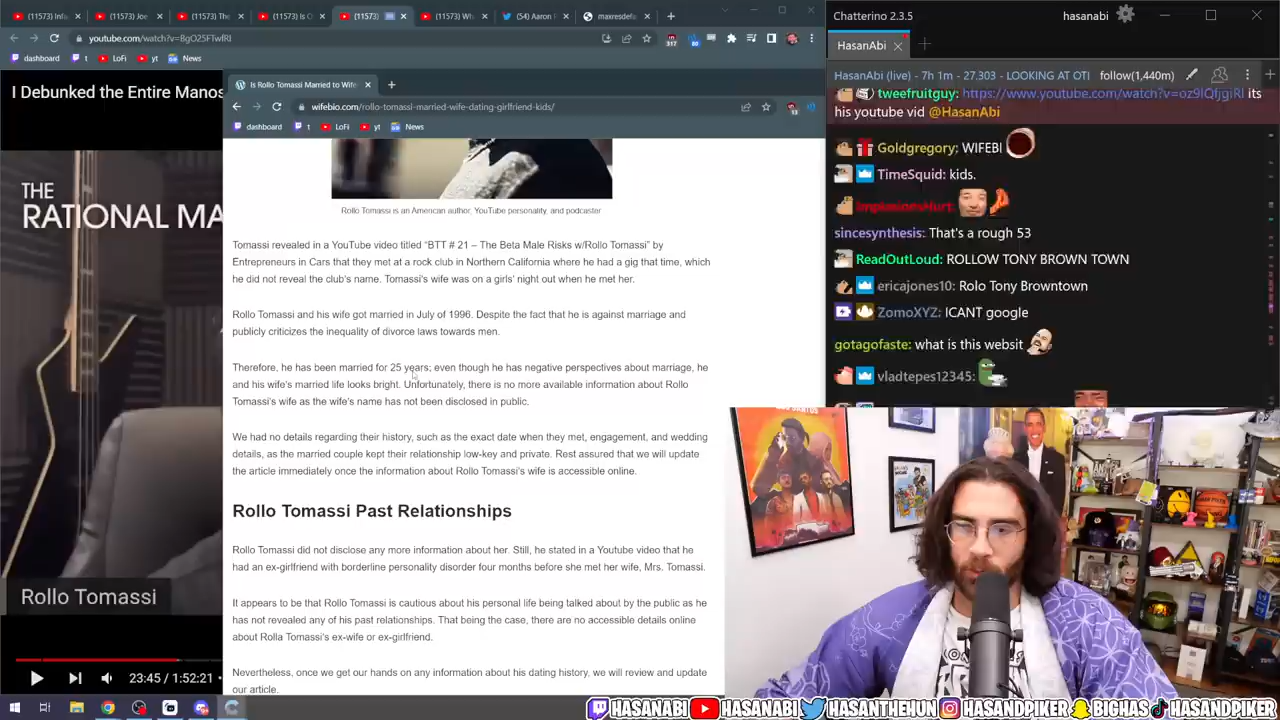 (11573) Infa
(11573) Joe
(11573) The
(11573) Is O
(11573)
(11573) Wh
(54) Aaron F
maxresdefa
youtube.com/watch?v=8gO25FTwfRI
dashboard
t
LoFi
yt
News
I Debunked the Entire Manos
THE
RATIONAL MA
Rollo Tomassi
23:45 / 1:52:21
Is Rollo Tomassi Married to Wife
wifebio.com/rollo-tomassi-married-wife-dating-girlfriend-kids/
dashboard
t
LoFi
yt
News
Rollo Tomassi is an American author, YouTube personality, and podcaster
Tomassi revealed in a YouTube video titled “BTT # 21 – The Beta Male Risks w/Rollo Tomassi” by
Entrepreneurs in Cars that they met at a rock club in Northern California where he had a gig that time, which
he did not reveal the club’s name. Tomassi’s wife was on a girls’ night out when he met her.
Rollo Tomassi and his wife got married in July of 1996. Despite the fact that he is against marriage and
publicly criticizes the inequality of divorce laws towards men.
Therefore, he has been married for 25 years; even though he has negative perspectives about marriage, he
and his wife’s married life looks bright. Unfortunately, there is no more available information about Rollo
Tomassi’s wife as the wife’s name has not been disclosed in public.
We had no details regarding their history, such as the exact date when they met, engagement, and wedding
details, as the married couple kept their relationship low-key and private. Rest assured that we will update
the article immediately once the information about Rollo Tomassi’s wife is accessible online.
Rollo Tomassi Past Relationships
Rollo Tomassi did not disclose any more information about her. Still, he stated in a Youtube video that he
had an ex-girlfriend with borderline personality disorder four months before she met her wife, Mrs. Tomassi.
It appears to be that Rollo Tomassi is cautious about his personal life being talked about by the public as he
has not revealed any of his past relationships. That being the case, there are no accessible details online
about Rolla Tomassi’s ex-wife or ex-girlfriend.
Nevertheless, once we get our hands on any information about his dating history, we will review and update
our article.
Chatterino 2.3.5
hasanabi
HasanAbi
HasanAbi (live) - 7h 1m - 27.303 - LOOKING AT OTI
follow(1,440m)
tweefruitguy: https://www.youtube.com/watch?v=oz9lQfjgiRI its
his youtube vid @HasanAbi
Goldgregory: WIFEBI
TimeSquid: kids.
ImplosionsHurt:
sincesynthesis: That's a rough 53
ReadOutLoud: ROLLOW TONY BROWN TOWN
ericajones10: Rolo Tony Browntown
ZomoXYZ: ICANT google
gotagofaste: what is this websit
vladtepes12345:
HASANABI
HASANABI
HASANTHEHUN
HASANDPIKER
BIGHAS
HASANDPIKER